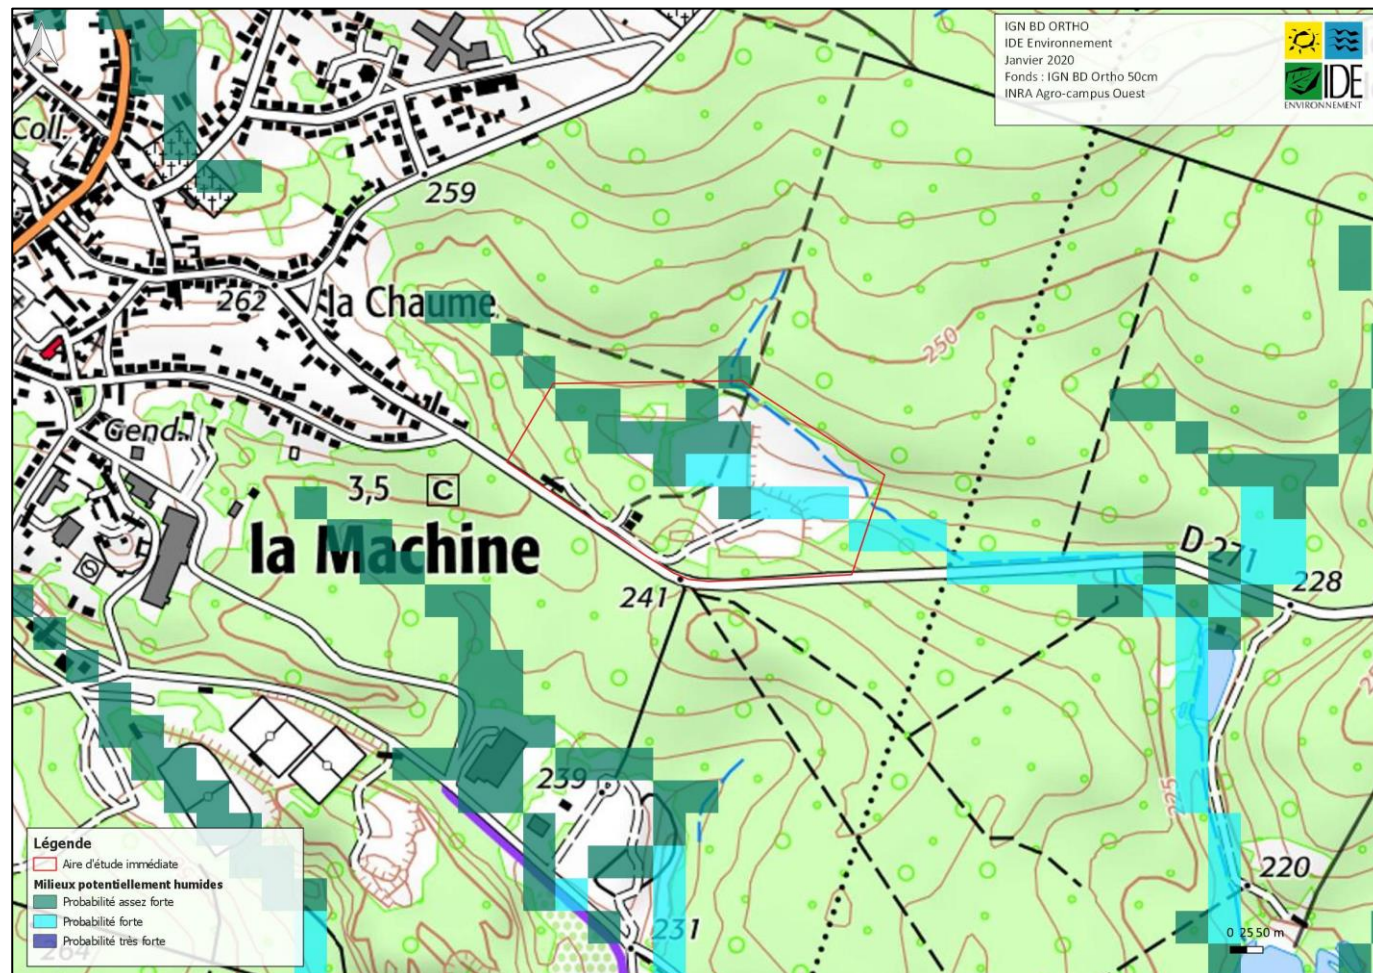 IGN BD ORTHO
IDE Environnement
Janvier 2020
Fonds : IGN BD Ortho 50cm
INRA Agro-campus Ouest
IDE
ENVIRONNEMENT
Coll.
259
262
la Chaume
250
Gend.
3,5 C
la Machine
D 271
228
241
239
225
220
231
264
Légende
Aire d'étude immédiate
Milieux potentiellement humides
Probabilité assez forte
Probabilité forte
Probabilité très forte
0 25 50 m